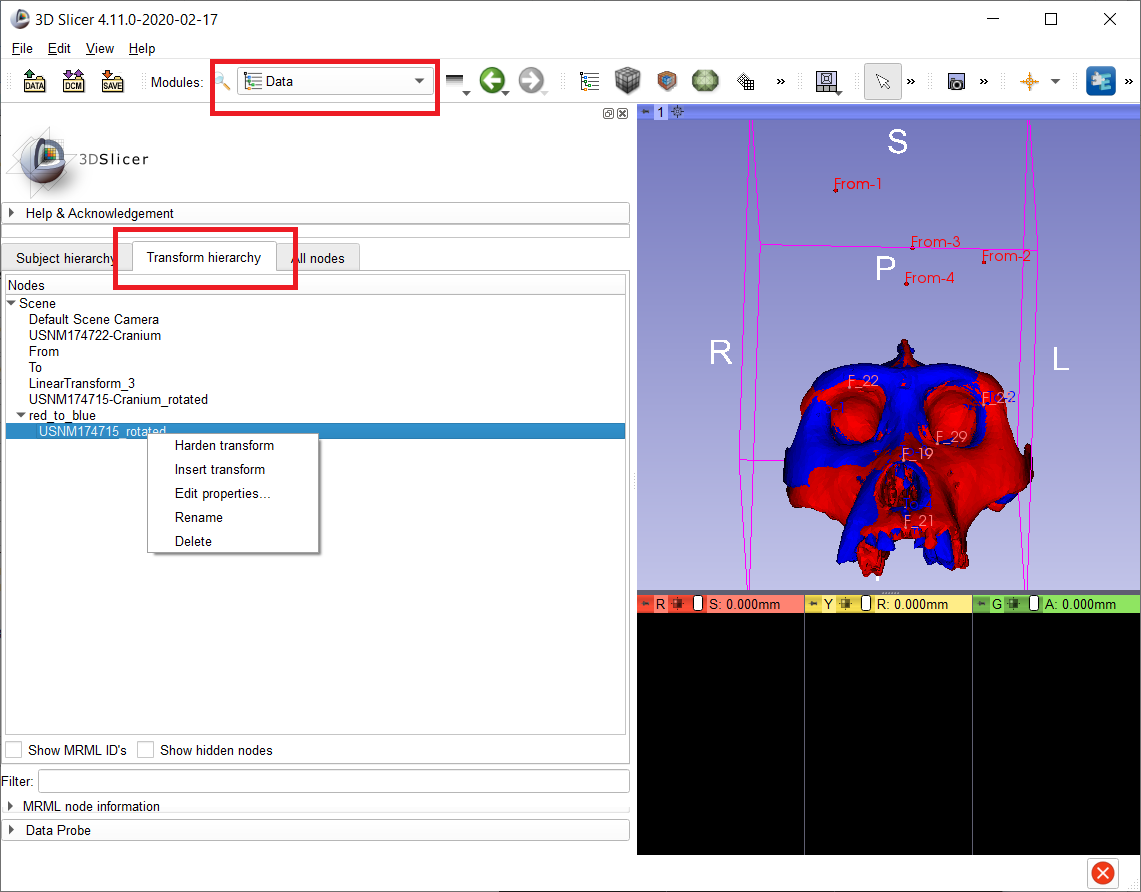 3D Slicer 4.11.0-2020-02-17
File Edit View Help
DATA DCM SAVE Modules: Data
3DSlicer
Help & Acknowledgement
Subject hierarchy Transform hierarchy All nodes
Nodes
Scene
Default Scene Camera
USNM174722-Cranium
From
To
LinearTransform_3
USNM174715-Cranium_rotated
red_to_blue
USNM174715_rotated
Harden transform
Insert transform
Edit properties...
Rename
Delete
Show MRML ID's Show hidden nodes
Filter:
MRML node information
Data Probe
1
S
From-1
From-3
From-2
P
From-4
R
L
F_22
F_29
F_19
F_21
R S: 0.000mm Y R: 0.000mm G A: 0.000mm